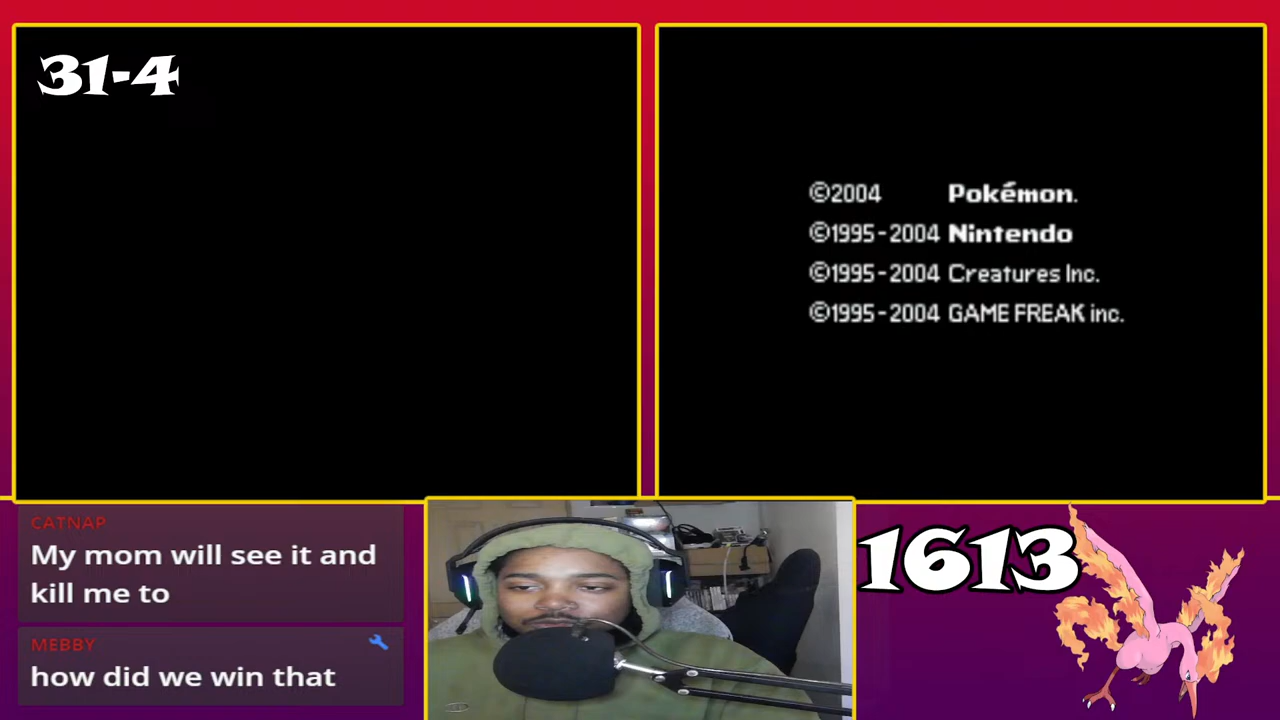 31-4
©2004 Pokémon.
©1995-2004 Nintendo
©1995-2004 Creatures Inc.
©1995-2004 GAME FREAK inc.
CATNAP
My mom will see it and
kill me to
MEBBY
how did we win that
1613